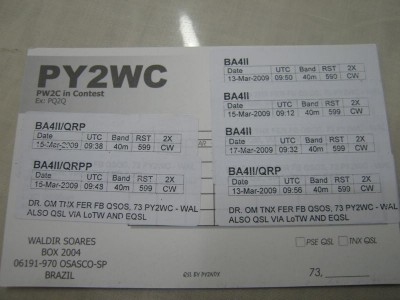 PY2WC
PW2C in Contest
Ex: PQ2Q
BA4II/QRP
Date UTC Band RST 2X
15-Mar-2009 09:38 40m 599 CW
BA4II/QRPP
Date UTC Band RST 2X
15-Mar-2009 09:48 40m 599 CW
DR. OM TNX FER FB QSOS, 73 PY2WC - WAL
ALSO QSL VIA LoTW AND EQSL
BA4II
Date UTC Band RST 2X
13-Mar-2009 09:50 40m 599 CW
BA4II
Date UTC Band RST 2X
15-Mar-2009 09:12 40m 599 CW
BA4II
Date UTC Band RST 2X
17-Mar-2009 09:32 40m 599 CW
BA4II/QRP
Date UTC Band RST 2X
13-Mar-2009 09:56 40m 599 CW
DR. OM TNX FER FB QSOS, 73 PY2WC - WAL
ALSO QSL VIA LoTW AND EQSL
WALDIR SOARES
BOX 2004
06191-970 OSASCO-SP
BRAZIL
PSE QSL TNX QSL
73.